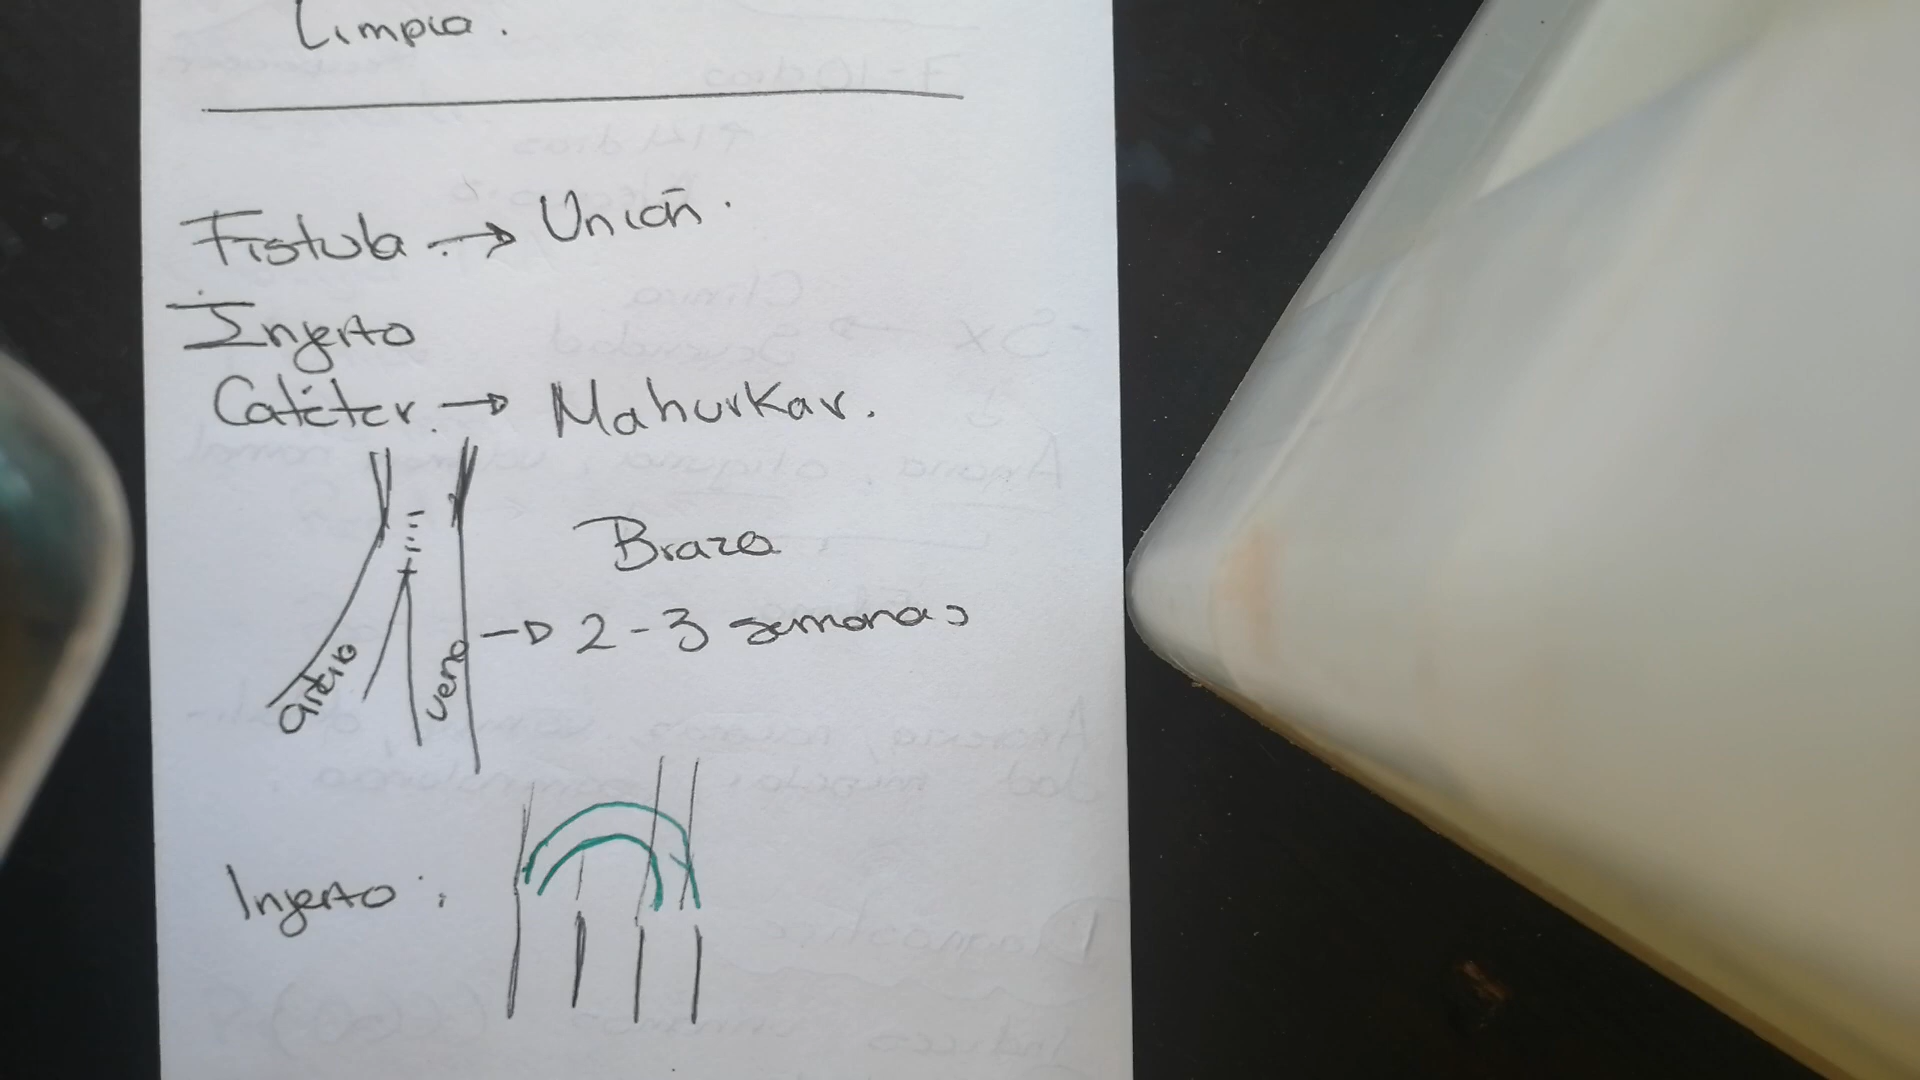 Limpia.
Fistula → Unión.
Injerto
Catéter. → Mahurkar.
Brazo
arteria vena → 2-3 semanas
Injerto: